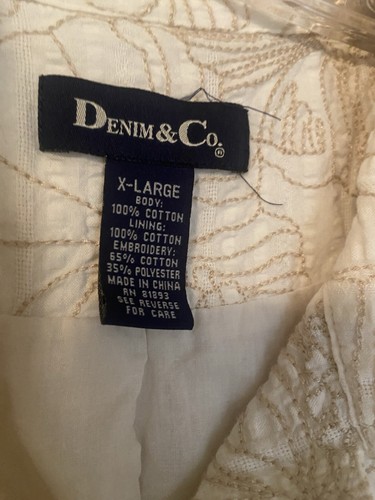 DENIM & CO.®
X-LARGE
BODY:
100% COTTON
LINING:
100% COTTON
EMBROIDERY:
65% COTTON
35% POLYESTER
MADE IN CHINA
RN 81893
SEE REVERSE
FOR CARE